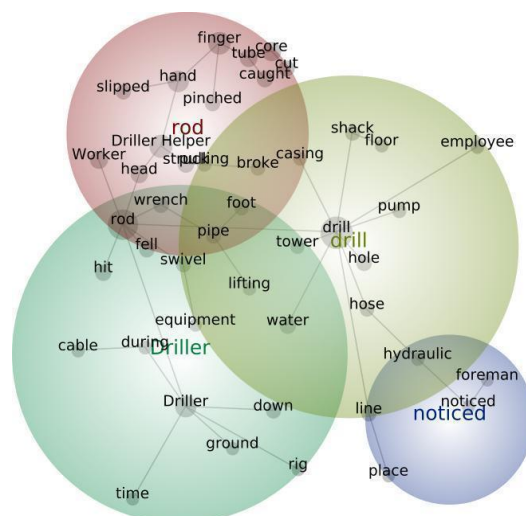 finger
core
tube
cut
hand
caught
slipped
pinched
shack
rod
floor
employee
Driller Helper
Worker
struck
pulling
broke
casing
head
wrench
foot
pump
rod
pipe
drill
fell
tower
drill
swivel
hole
hit
lifting
hose
equipment
water
cable
during
Driller
hydraulic
foreman
Driller
down
line
noticed
noticed
ground
rig
place
time